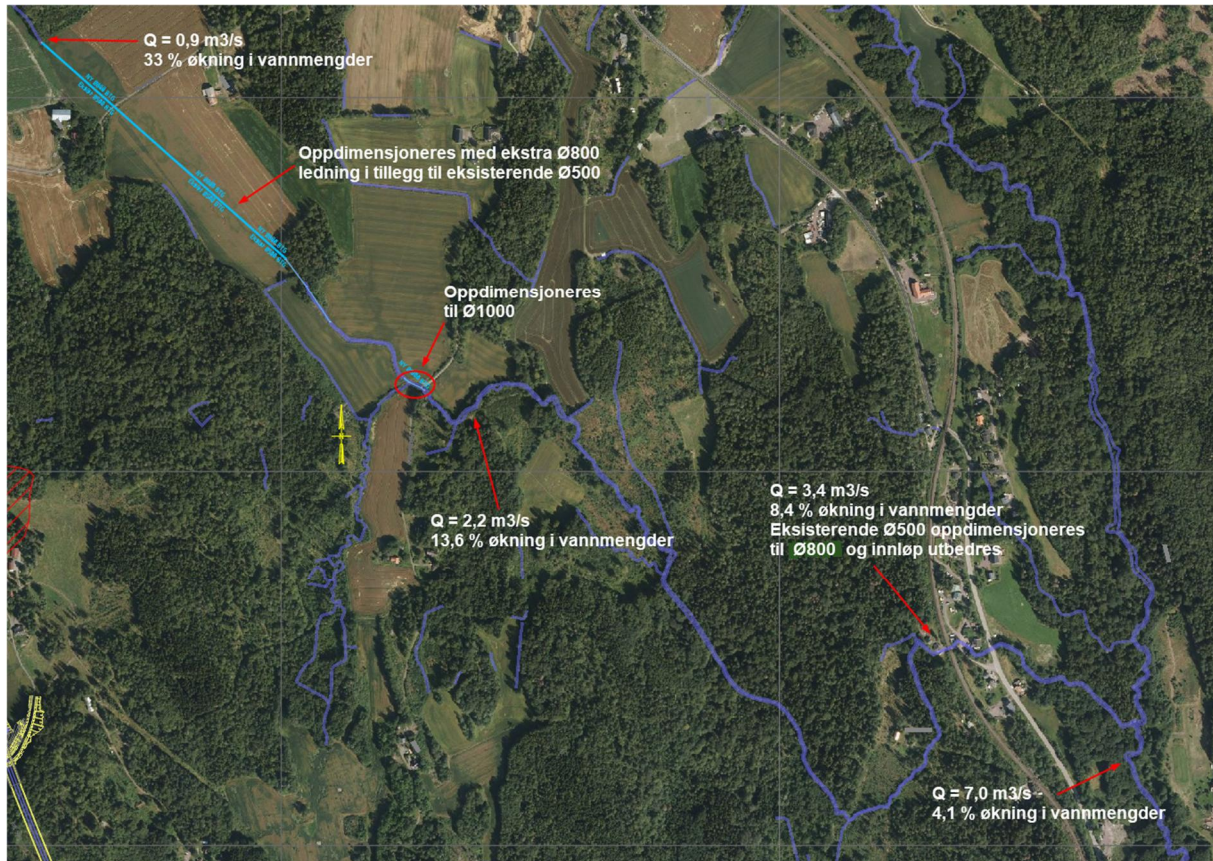 Q = 0,9 m3/s
33 % økning i vannmengder
Oppdimensjoneres med ekstra Ø800
ledning i tillegg til eksisterende Ø500
Oppdimensjoneres
til Ø1000
Q = 2,2 m3/s
13,6 % økning i vannmengder
Q = 3,4 m3/s
8,4 % økning i vannmengder
Eksisterende Ø500 oppdimensjoneres
til Ø800 og innløp utbedres
Q = 7,0 m3/s
4,1 % økning i vannmengder